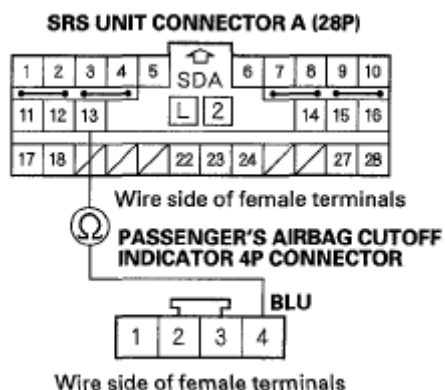 SRS UNIT CONNECTOR A (28P)
1 2 3 4 5 SDA 6 7 8 9 10
11 12 13 L 2 14 15 16
17 18 22 23 24 27 28
Wire side of female terminals
Ω
PASSENGER'S AIRBAG CUTOFF
INDICATOR 4P CONNECTOR
BLU
1 2 3 4
Wire side of female terminals